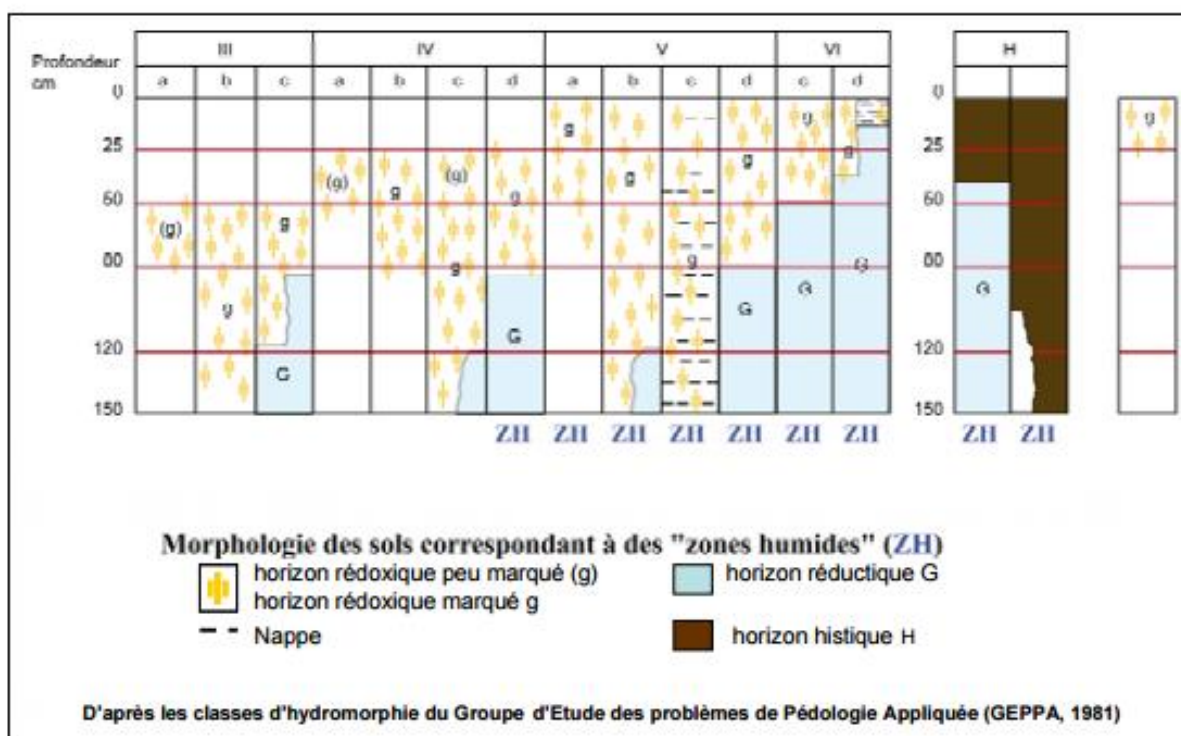 III IV V VI H
Profondeur
cm
a b c a b c d a b c d c d
0 0
g g g
25 25
(g) g (g) g g b g g
60 60
(g) g
80 80
g g g
G G G G
G
120 120
G
150 150
ZH ZH ZH ZH ZH ZH ZH ZH ZH
Morphologie des sols correspondant à des "zones humides" (ZH)
horizon rédoxique peu marqué (g) horizon réductique G
horizon rédoxique marqué g
Nappe horizon histique H
D'après les classes d'hydromorphie du Groupe d'Etude des problèmes de Pédologie Appliquée (GEPPA, 1981)